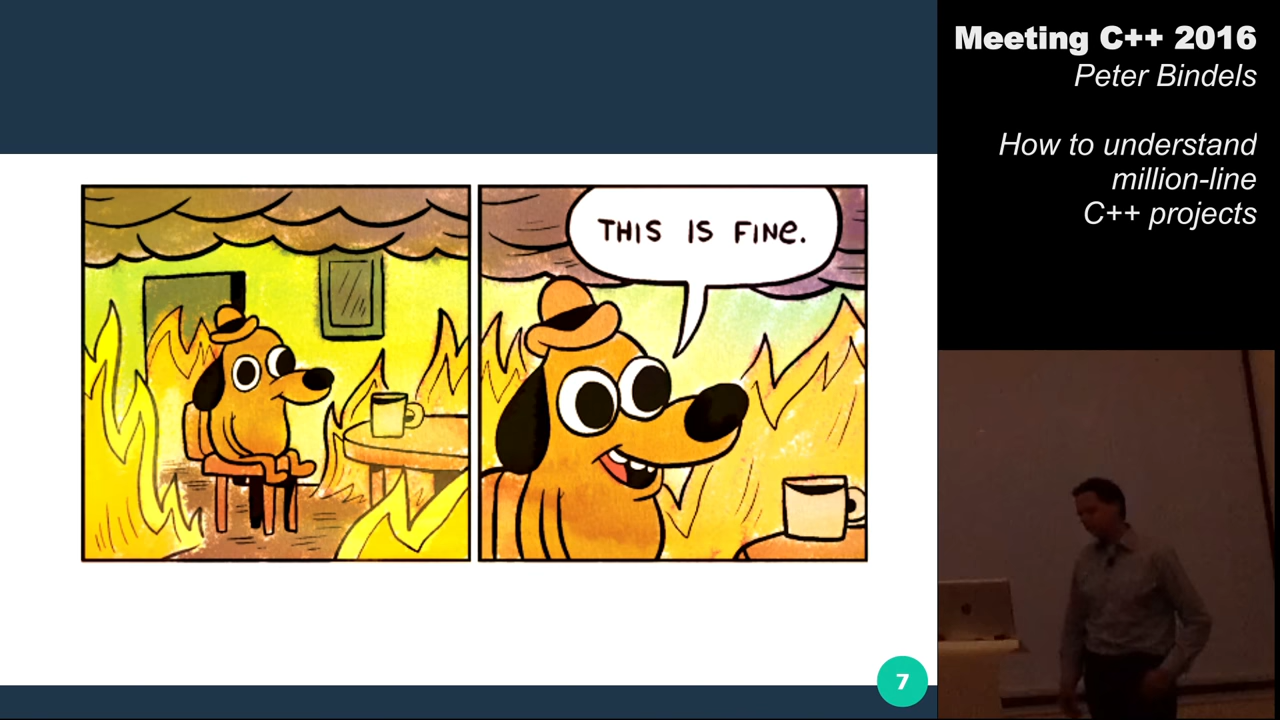 THIS IS FINE.
7
Meeting C++ 2016
Peter Bindels
How to understand
million-line
C++ projects